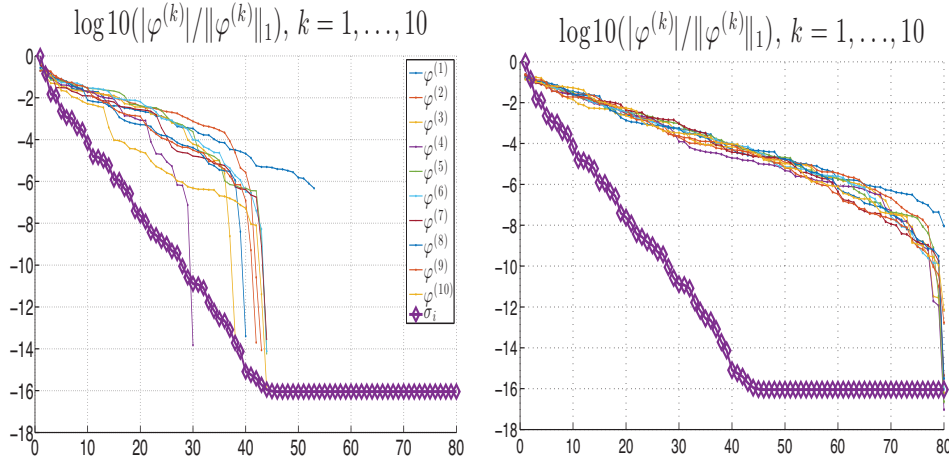 log10(|φ^(k)|/‖φ^(k)‖₁), k = 1, …, 10
0
−2
−4
−6
−8
−10
−12
−14
−16
−18
0 10 20 30 40 50 60 70 80
φ^(1)
φ^(2)
φ^(3)
φ^(4)
φ^(5)
φ^(6)
φ^(7)
φ^(8)
φ^(9)
φ^(10)
σ_i
log10(|φ^(k)|/‖φ^(k)‖₁), k = 1, …, 10
0
−2
−4
−6
−8
−10
−12
−14
−16
−18
0 10 20 30 40 50 60 70 80